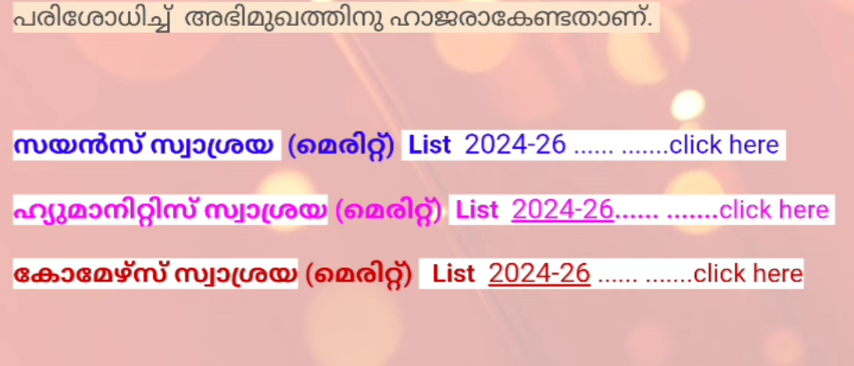 പരിശോധിച്ച് അഭിമുഖത്തിനു ഹാജരാകേണ്ടതാണ്.
സയൻസ് സ്വാശ്രയ (മെരിറ്റ്) List 2024-26 ...... .......click here
ഹ്യുമാനിറ്റിസ് സ്വാശ്രയ (മെരിറ്റ്) List 2024-26...... .......click here
കോമേഴ്സ് സ്വാശ്രയ (മെരിറ്റ്) List 2024-26 ...... .......click here